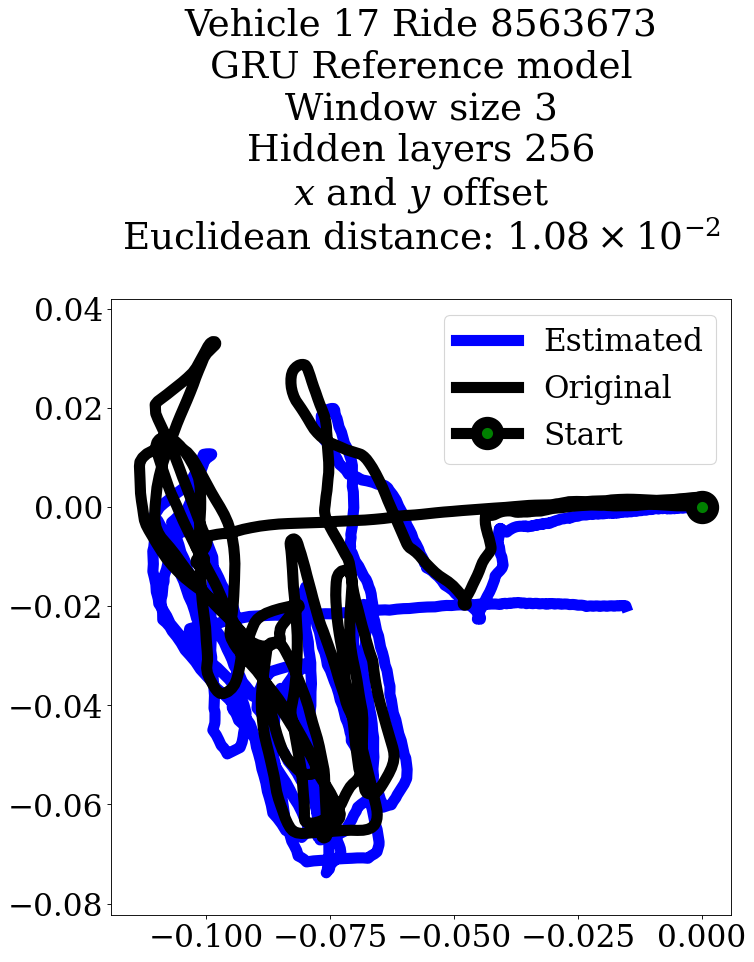 Vehicle 17 Ride 8563673
GRU Reference model
Window size 3
Hidden layers 256
x and y offset
Euclidean distance: 1.08 × 10⁻²
Estimated
Original
Start
0.04
0.02
0.00
−0.02
−0.04
−0.06
−0.08
−0.100 −0.075 −0.050 −0.025 0.000